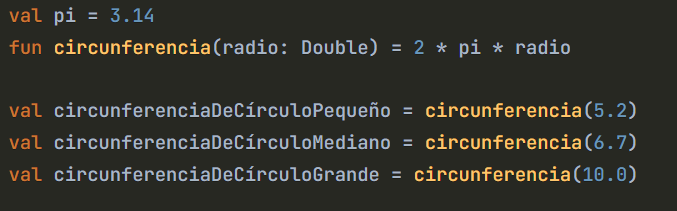 val pi = 3.14
fun circunferencia(radio: Double) = 2 * pi * radio
val circunferenciaDeCírculoPequeño = circunferencia(5.2)
val circunferenciaDeCírculoMediano = circunferencia(6.7)
val circunferenciaDeCírculoGrande = circunferencia(10.0)